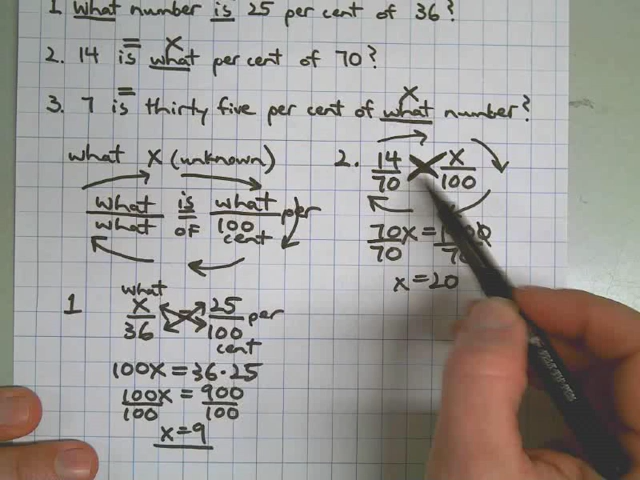 1. What number is 25 per cent of 36?
= x
2. 14 is what per cent of 70?
= x
3. 7 is thirty five per cent of what number?
what x (unknown)
what is what per
what OF 100
cent
1
what
x 25 per
36 100
cent
100x = 36·25
100x = 900
100 100
x = 9
2. 14 x
70 100
70x =
70 70
x = 20